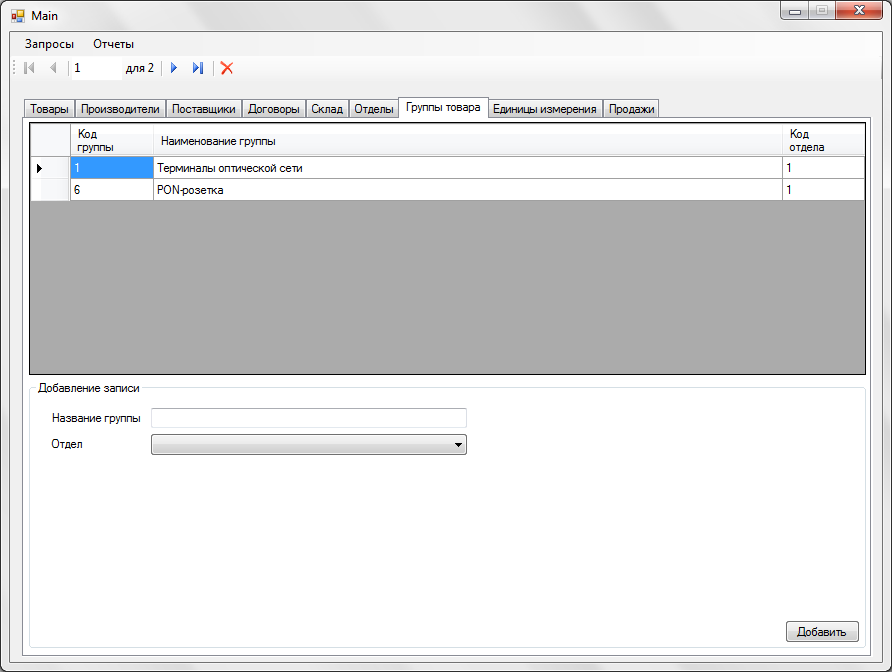 Main
Запросы Отчеты
1 для 2
Товары Производители Поставщики Договоры Склад Отделы Группы товара Единицы измерения Продажи
Код группы Наименование группы Код отдела
1 Терминалы оптической сети 1
6 PON-розетка 1
Добавление записи
Название группы
Отдел
Добавить